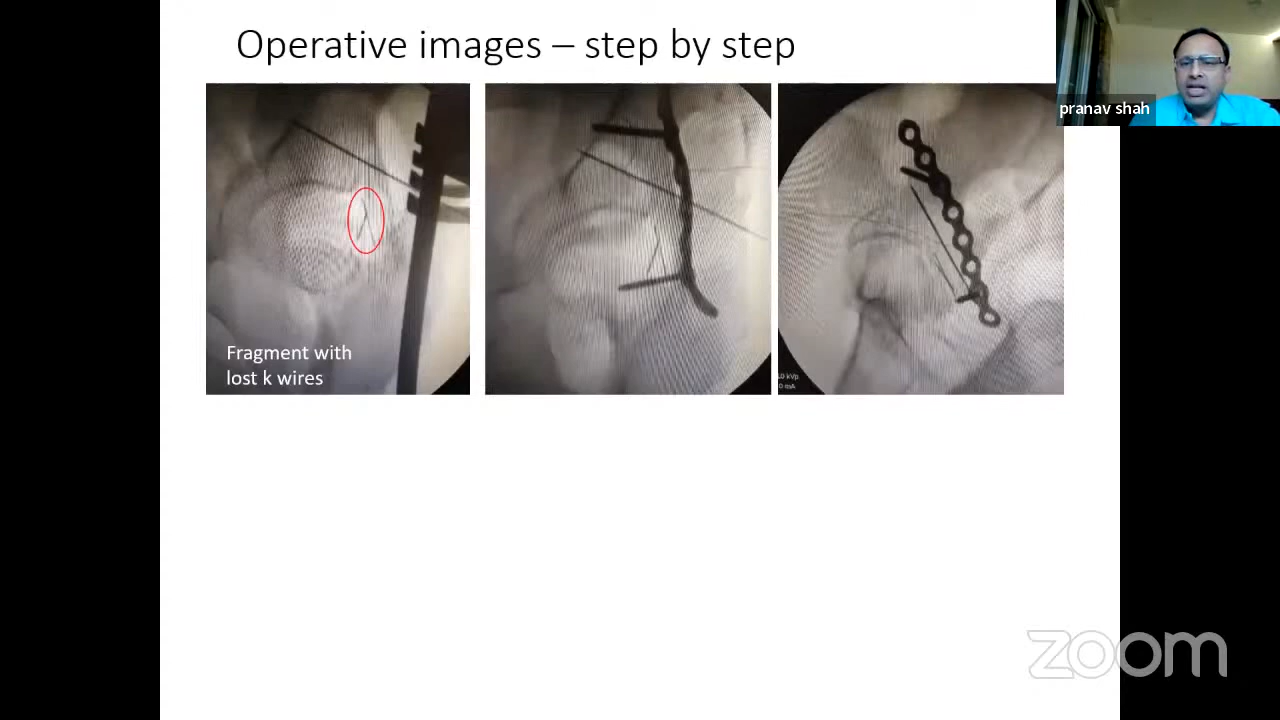 Operative images – step by step
pranav shah
Fragment with
lost k wires
zoom